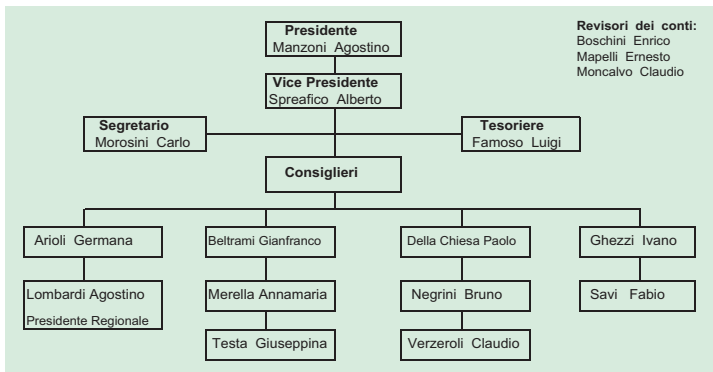 Presidente
Manzoni Agostino
Revisori dei conti:
Boschini Enrico
Mapelli Ernesto
Moncalvo Claudio
Vice Presidente
Spreafico Alberto
Segretario
Morosini Carlo
Tesoriere
Famoso Luigi
Consiglieri
Arioli Germana
Beltrami Gianfranco
Della Chiesa Paolo
Ghezzi Ivano
Lombardi Agostino
Presidente Regionale
Merella Annamaria
Negrini Bruno
Savi Fabio
Testa Giuseppina
Verzeroli Claudio